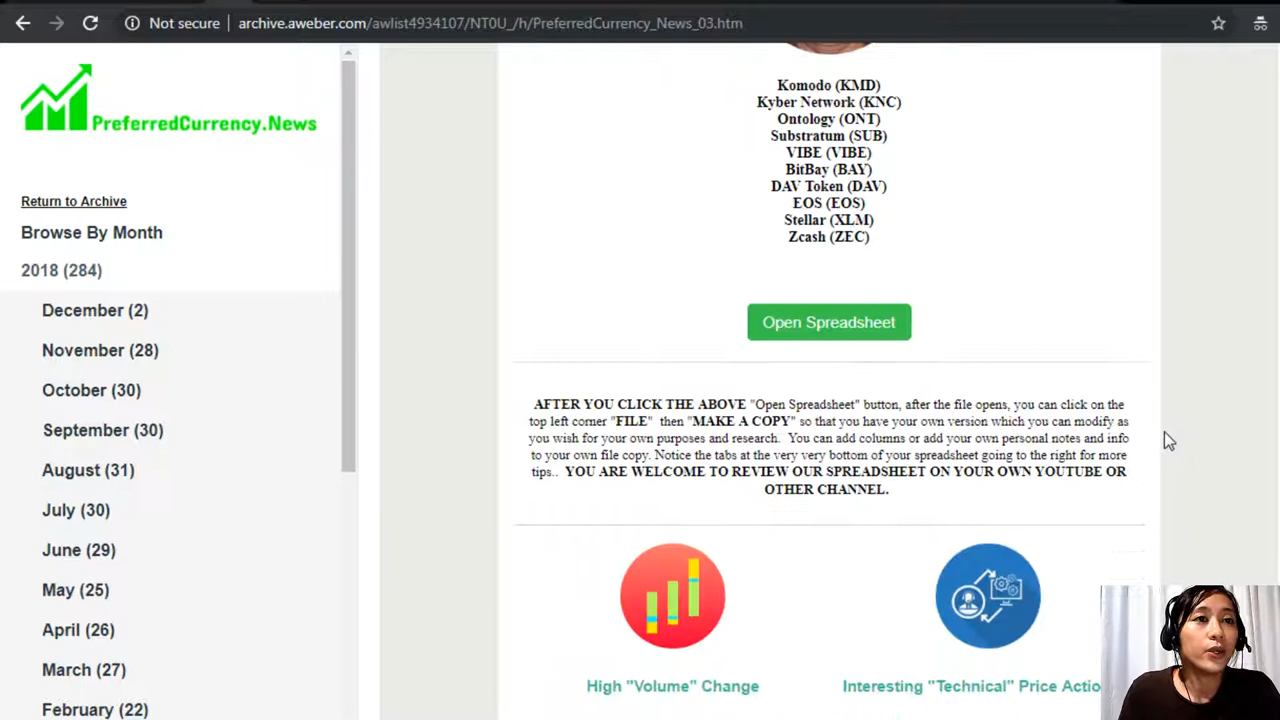 Not secure
archive.aweber.com/awlist4934107/NT0U_/h/PreferredCurrency_News_03.htm
PreferredCurrency.News
Return to Archive
Browse By Month
2018 (284)
December (2)
November (28)
October (30)
September (30)
August (31)
July (30)
June (29)
May (25)
April (26)
March (27)
February (22)
Komodo (KMD)
Kyber Network (KNC)
Ontology (ONT)
Substratum (SUB)
VIBE (VIBE)
BitBay (BAY)
DAV Token (DAV)
EOS (EOS)
Stellar (XLM)
Zcash (ZEC)
Open Spreadsheet
AFTER YOU CLICK THE ABOVE "Open Spreadsheet" button, after the file opens, you can click on the
top left corner "FILE" then "MAKE A COPY" so that you have your own version which you can modify as
you wish for your own purposes and research. You can add columns or add your own personal notes and info
to your own file copy. Notice the tabs at the very very bottom of your spreadsheet going to the right for more
tips.. YOU ARE WELCOME TO REVIEW OUR SPREADSHEET ON YOUR OWN YOUTUBE OR
OTHER CHANNEL.
High "Volume" Change
Interesting "Technical" Price Actio